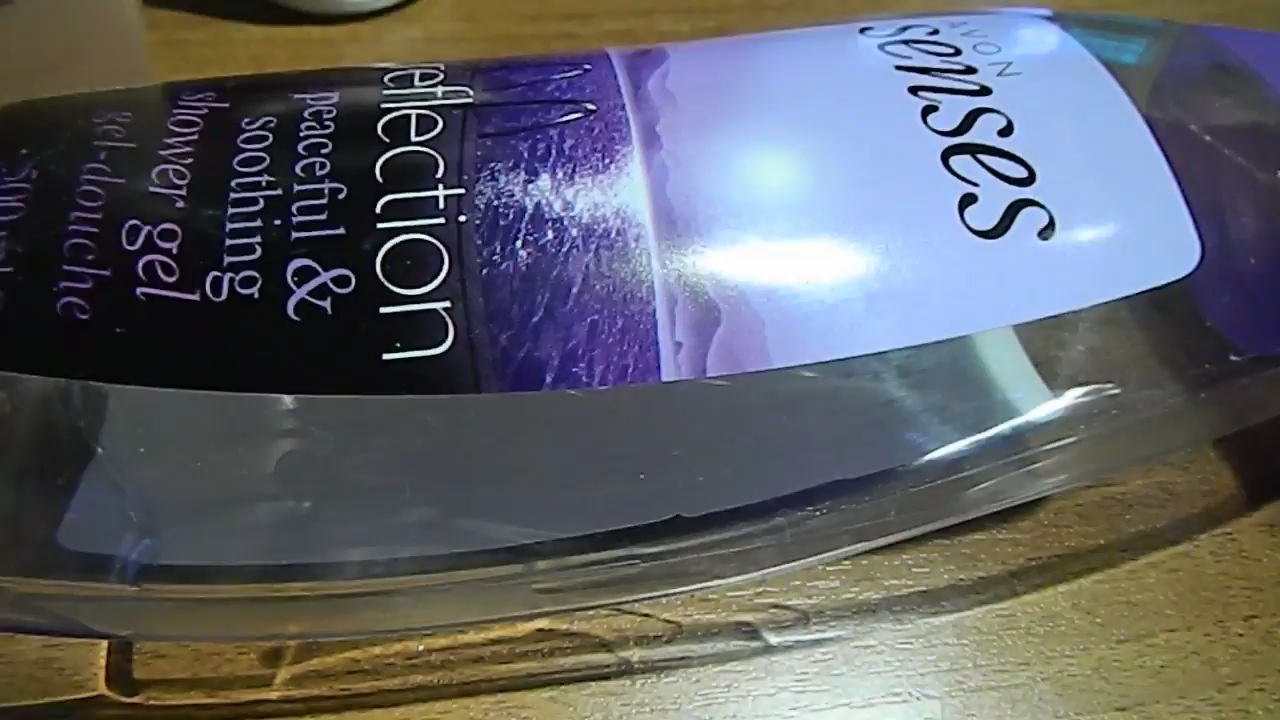 AVON
senses
reflection
peaceful &
soothing
shower gel
gel-douche